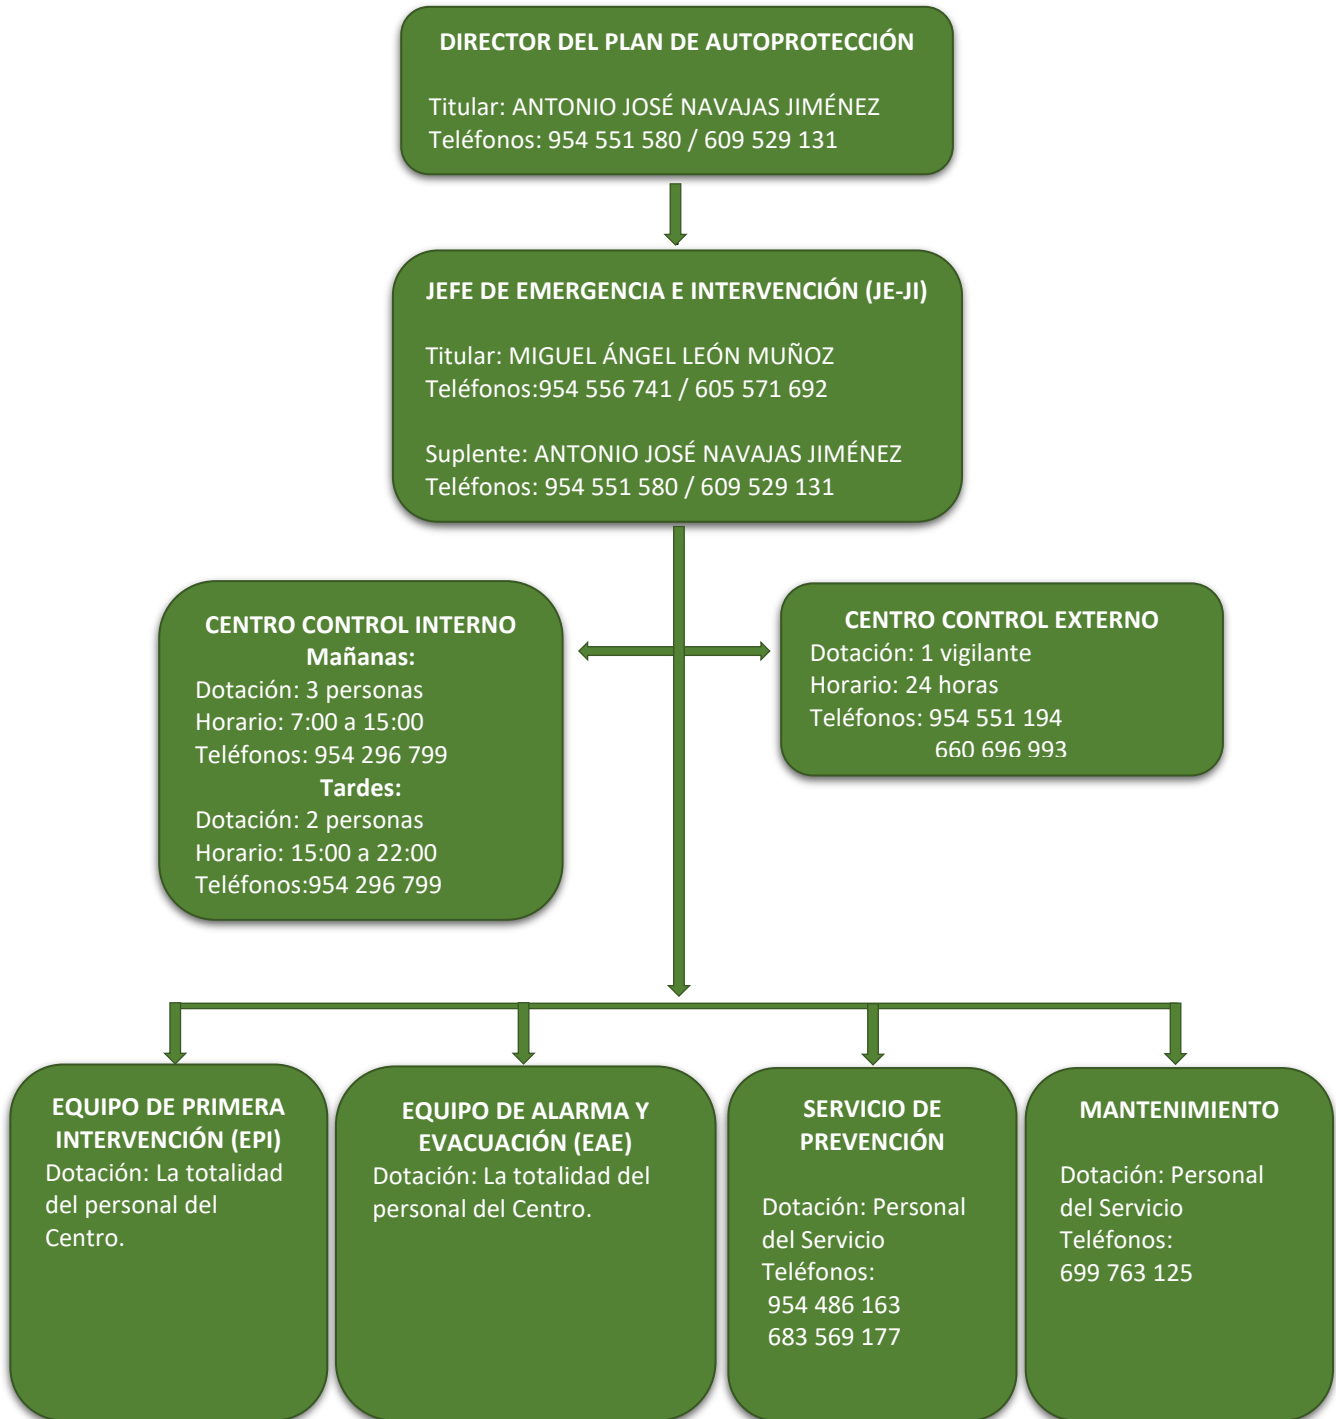 DIRECTOR DEL PLAN DE AUTOPROTECCIÓN
Titular: ANTONIO JOSÉ NAVAJAS JIMÉNEZ
Teléfonos: 954 551 580 / 609 529 131
JEFE DE EMERGENCIA E INTERVENCIÓN (JE-JI)
Titular: MIGUEL ÁNGEL LEÓN MUÑOZ
Teléfonos:954 556 741 / 605 571 692
Suplente: ANTONIO JOSÉ NAVAJAS JIMÉNEZ
Teléfonos: 954 551 580 / 609 529 131
CENTRO CONTROL INTERNO
Mañanas:
Dotación: 3 personas
Horario: 7:00 a 15:00
Teléfonos: 954 296 799
Tardes:
Dotación: 2 personas
Horario: 15:00 a 22:00
Teléfonos:954 296 799
CENTRO CONTROL EXTERNO
Dotación: 1 vigilante
Horario: 24 horas
Teléfonos: 954 551 194
660 696 993
EQUIPO DE PRIMERA
INTERVENCIÓN (EPI)
Dotación: La totalidad
del personal del
Centro.
EQUIPO DE ALARMA Y
EVACUACIÓN (EAE)
Dotación: La totalidad del
personal del Centro.
SERVICIO DE
PREVENCIÓN
Dotación: Personal
del Servicio
Teléfonos:
954 486 163
683 569 177
MANTENIMIENTO
Dotación: Personal
del Servicio
Teléfonos:
699 763 125